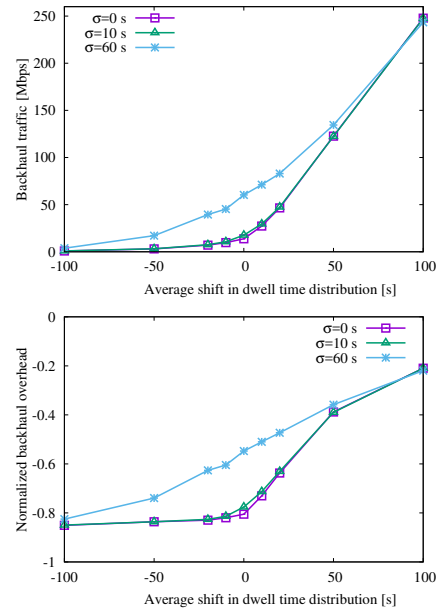 σ=0 s
σ=10 s
σ=60 s
Backhaul traffic [Mbps]
250
200
150
100
50
0
-100 -50 0 50 100
Average shift in dwell time distribution [s]
σ=0 s
σ=10 s
σ=60 s
Normalized backhaul overhead
0
-0.2
-0.4
-0.6
-0.8
-1
-100 -50 0 50 100
Average shift in dwell time distribution [s]